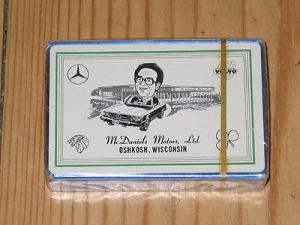 VOLVO
McDaniels Motors, Ltd.
OSHKOSH, WISCONSIN